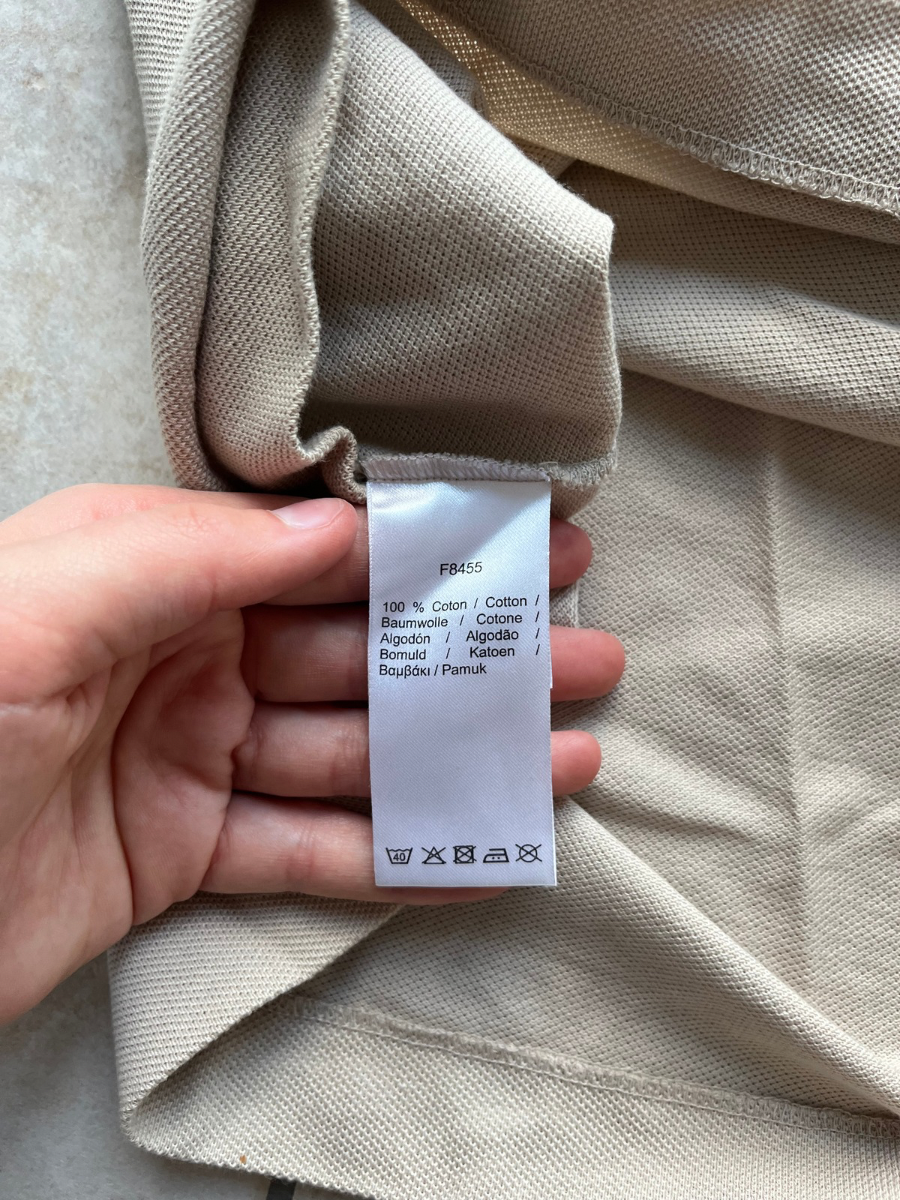 F8455
100 % Coton / Cotton /
Baumwolle / Cotone /
Algodón / Algodão /
Bomuld / Katoen /
Βαμβάκι / Pamuk
40